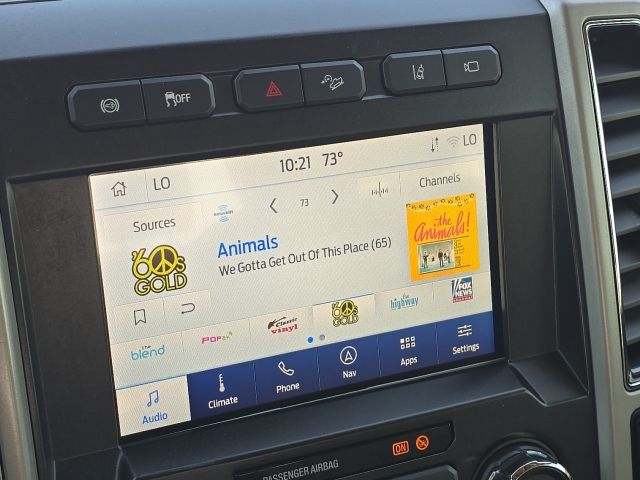 OFF
10:21 73°
LO
LO
Sources
SiriusXM
73
Channels
'60s
GOLD
Animals
We Gotta Get Out Of This Place (65)
the
Animals!
the
blend
POP2K
Classic
vinyl
'60s
GOLD
the
highway
FOX
NEWS
Audio
Climate
Phone
Nav
Apps
Settings
PASSENGER AIRBAG
ON